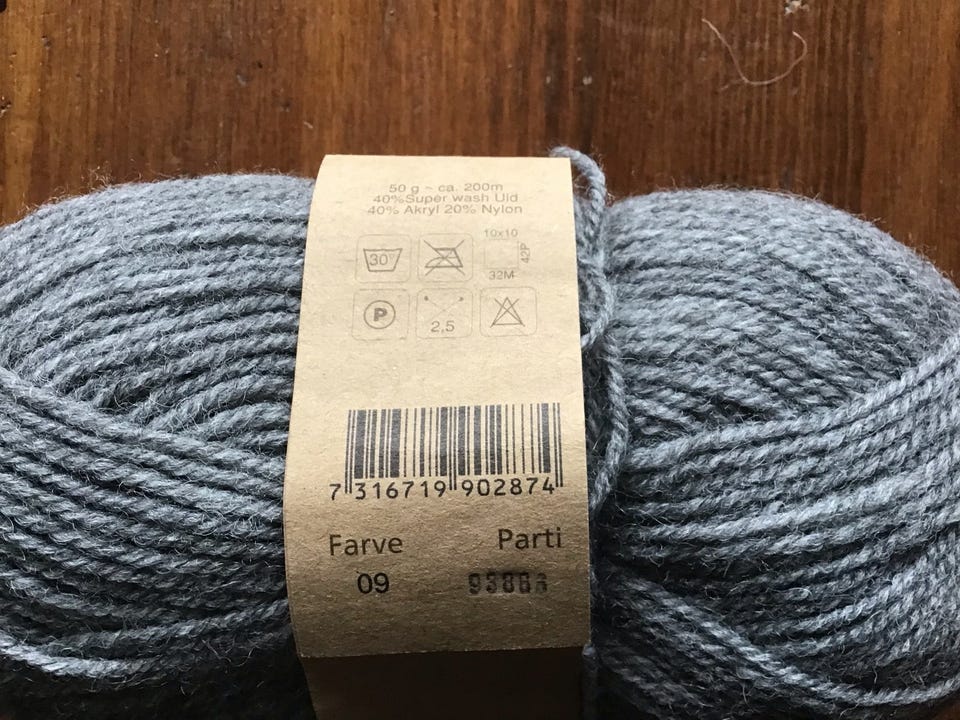 50 g ~ ca. 200m
40%Super wash Uld
40% Akryl 20% Nylon
30°
10x10
42P
32M
P
2,5
7 316719 902874
Farve
Parti
09